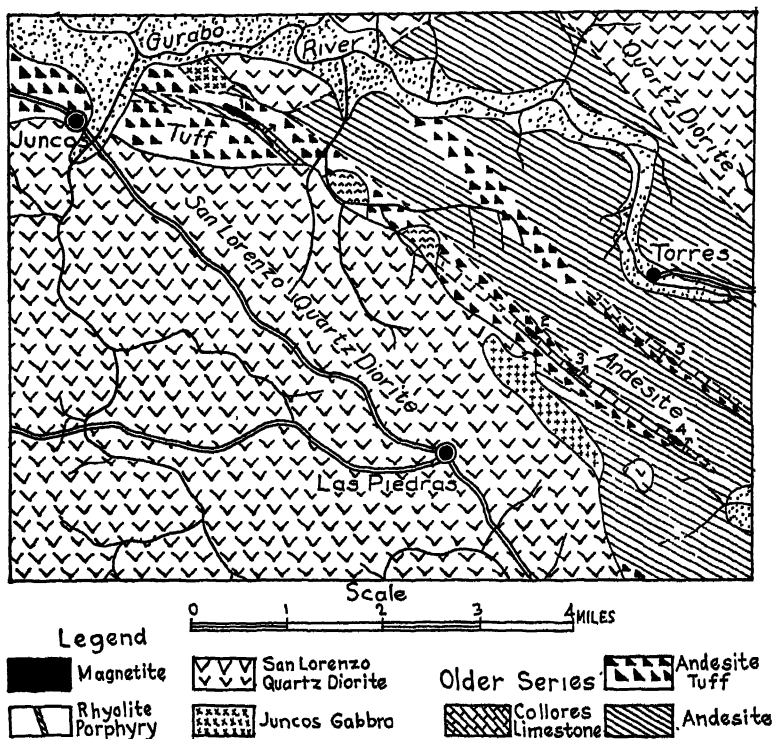 Gurabo
River
Quartz Diorite
Juncos
Tuff
San Lorenzo Quartz Diorite
Torres
2
3
5
Andesite
4
Las Piedras
Scale
0 1 2 3 4 MILES
Legend
Magnetite
San Lorenzo
Quartz Diorite
Older Series
Andesite
Tuff
Rhyolite
Porphyry
Juncos Gabbra
Collores
Limestone
Andesite